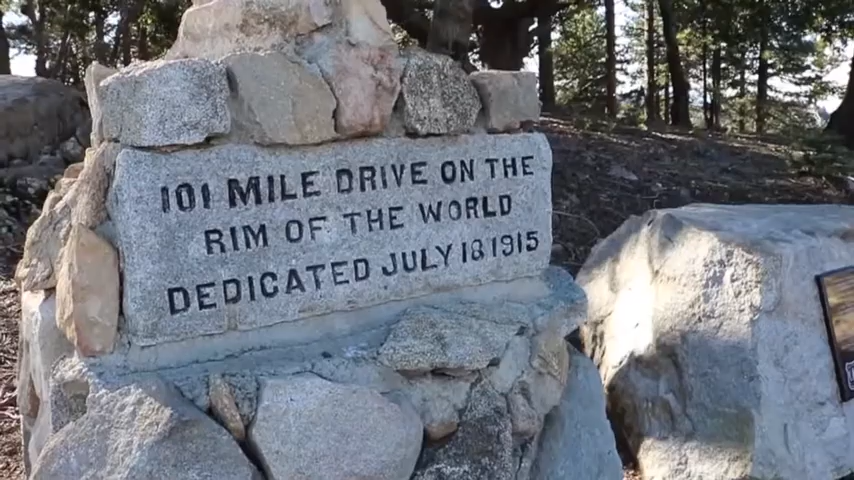 101 MILE DRIVE ON THE
RIM OF THE WORLD
DEDICATED JULY 18 1915